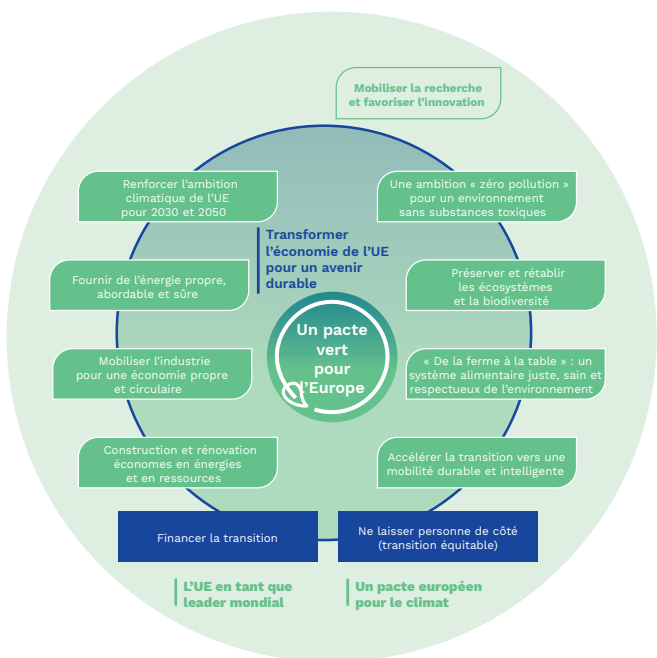 Mobiliser la recherche
et favoriser l’innovation
Renforcer l’ambition
climatique de l’UE
pour 2030 et 2050
Une ambition « zéro pollution »
pour un environnement
sans substances toxiques
Transformer
l’économie de l’UE
pour un avenir
durable
Fournir de l’énergie propre,
abordable et sûre
Préserver et rétablir
les écosystèmes
et la biodiversité
Un pacte
vert
pour
l’Europe
Mobiliser l’industrie
pour une économie propre
et circulaire
« De la ferme à la table » : un
système alimentaire juste, sain et
respectueux de l’environnement
Construction et rénovation
économes en énergies
et en ressources
Accélérer la transition vers une
mobilité durable et intelligente
Financer la transition
Ne laisser personne de côté
(transition équitable)
L’UE en tant que
leader mondial
Un pacte européen
pour le climat